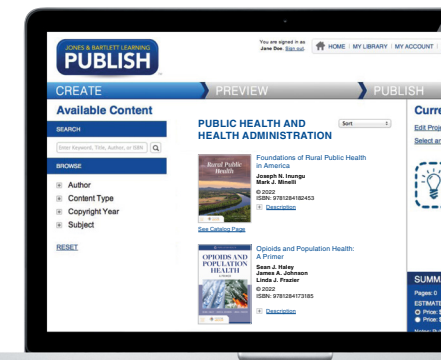 JONES & BARTLETT LEARNING
PUBLISH
You are signed in as
Jane Doe. Sign out.
HOME | MY LIBRARY | MY ACCOUNT |
CREATE
PREVIEW
PUBLISH
Available Content
SEARCH
Enter Keyword, Title, Author, or ISBN
BROWSE
Author
Content Type
Copyright Year
Subject
RESET
PUBLIC HEALTH AND
HEALTH ADMINISTRATION
Sort
Rural Public
Health
Foundations of Rural Public Health
in America
Joseph N. Inungu
Mark J. Minelli
© 2022
ISBN: 9781284182453
Description
See Catalog Page
OPIOIDS AND
POPULATION
HEALTH
Opioids and Population Health:
A Primer
Sean J. Haley
James A. Johnson
Linda J. Frazier
© 2022
ISBN: 9781284173185
Description
Curre
Edit Proje
Select an
SUMM
Pages: 0
ESTIMATE
Price: $
Price: $